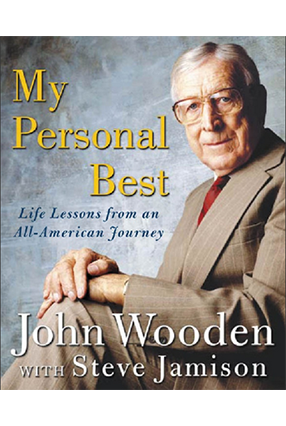 My
Personal
Best
Life Lessons from an
All-American Journey
John Wooden
WITH Steve Jamison